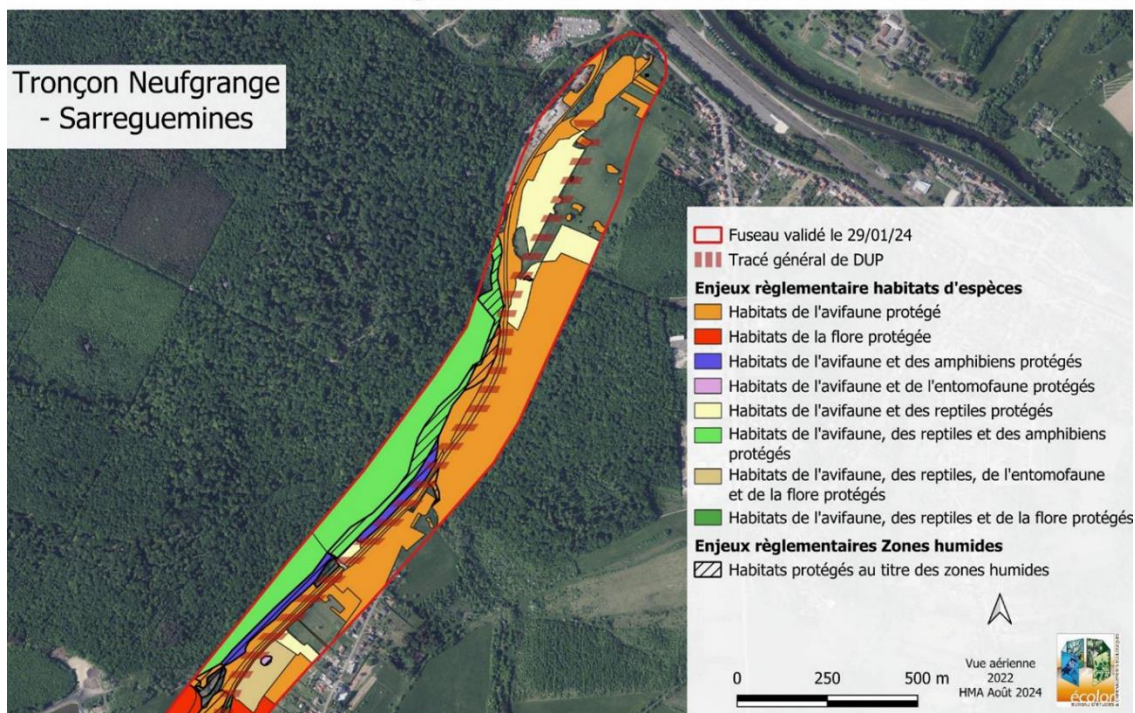 Tronçon Neufgrange
- Sarreguemines
Fuseau validé le 29/01/24
Tracé général de DUP
Enjeux règlementaire habitats d'espèces
Habitats de l'avifaune protégé
Habitats de la flore protégée
Habitats de l'avifaune et des amphibiens protégés
Habitats de l'avifaune et de l'entomofaune protégés
Habitats de l'avifaune et des reptiles protégés
Habitats de l'avifaune, des reptiles et des amphibiens
protégés
Habitats de l'avifaune, des reptiles, de l'entomofaune
et de la flore protégés
Habitats de l'avifaune, des reptiles et de la flore protégés
Enjeux règlementaires Zones humides
Habitats protégés au titre des zones humides
0 250 500 m
Vue aérienne
2022
HMA Août 2024
écolor